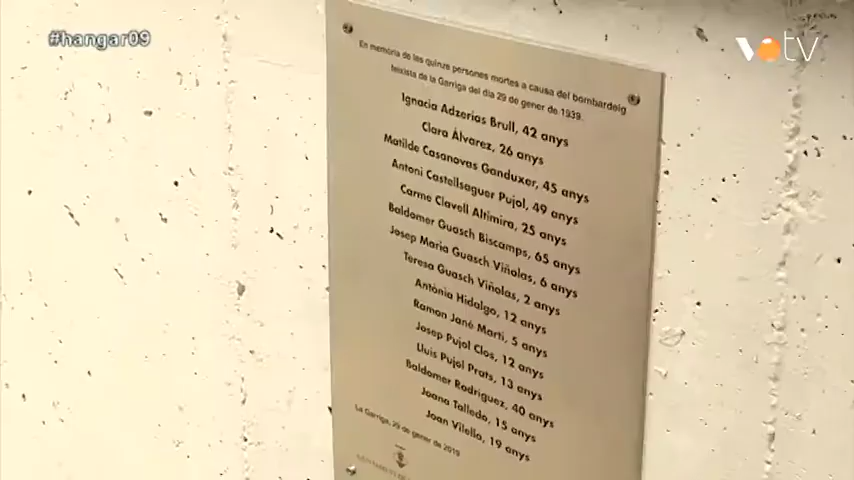 #hangar09
votv
En memòria de les quinze persones mortes a causa del bombardeig
feixista de la Garriga del dia 29 de gener de 1939.
Ignacia Adzerias Brull, 42 anys
Clara Álvarez, 26 anys
Matilde Casanovas Ganduxer, 45 anys
Antoni Castellsaguer Pujol, 49 anys
Carme Clavell Altimira, 25 anys
Baldomer Guasch Biscamps, 65 anys
Josep Maria Guasch Viñolas, 6 anys
Teresa Guasch Viñolas, 2 anys
Antònia Hidalgo, 12 anys
Ramon Jané Martí, 5 anys
Josep Pujol Clos, 12 anys
Lluís Pujol Prats, 13 anys
Baldomer Rodríguez, 40 anys
Joana Talledo, 15 anys
Joan Vilella, 19 anys
La Garriga, 29 de gener de 2019